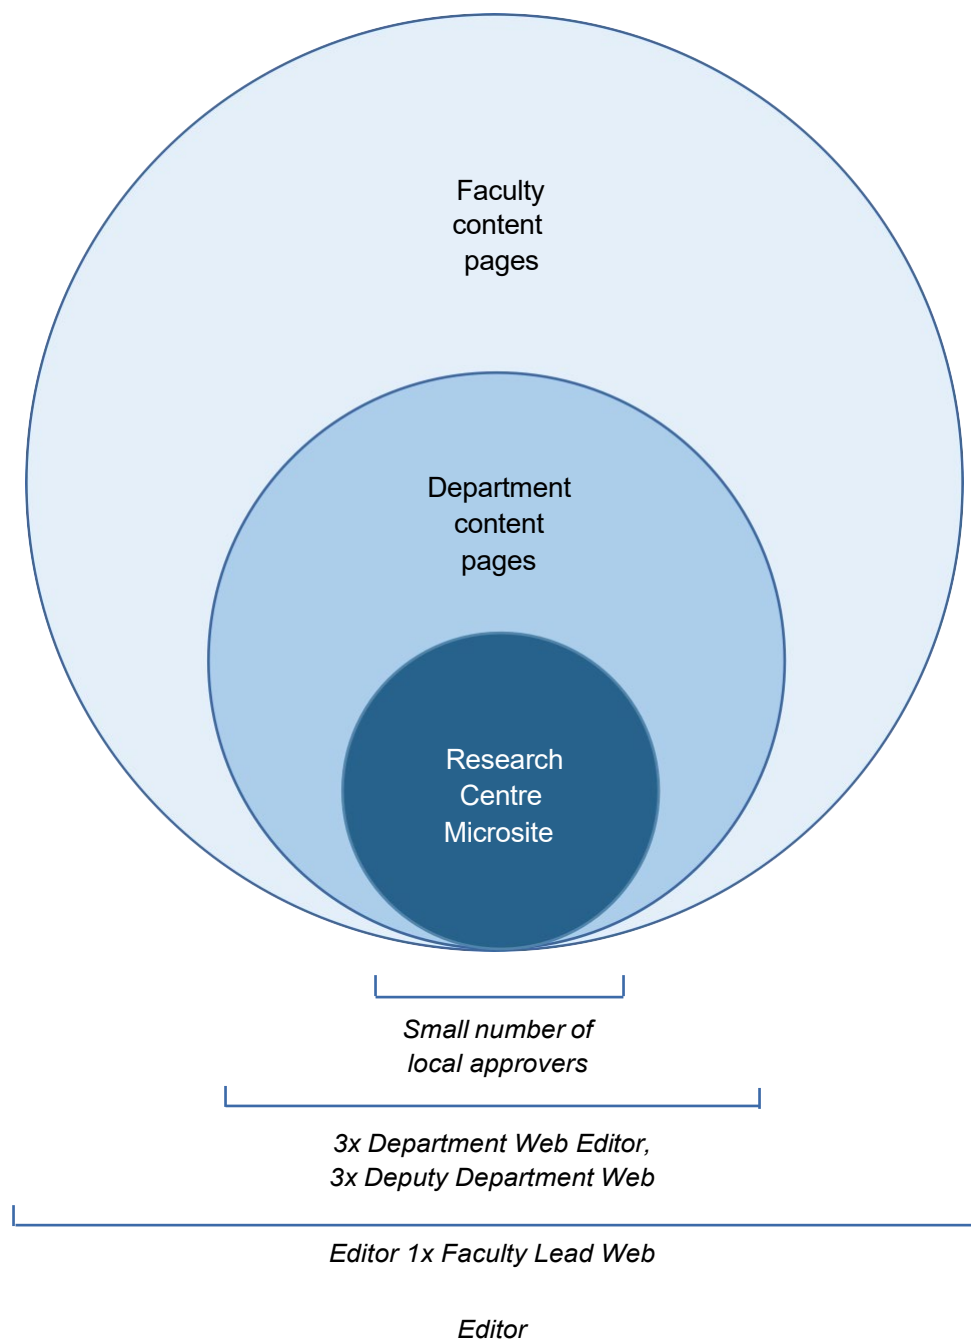 Faculty
content
pages
Department
content
pages
Research
Centre
Microsite
Small number of
local approvers
3x Department Web Editor,
3x Deputy Department Web
Editor 1x Faculty Lead Web
Editor